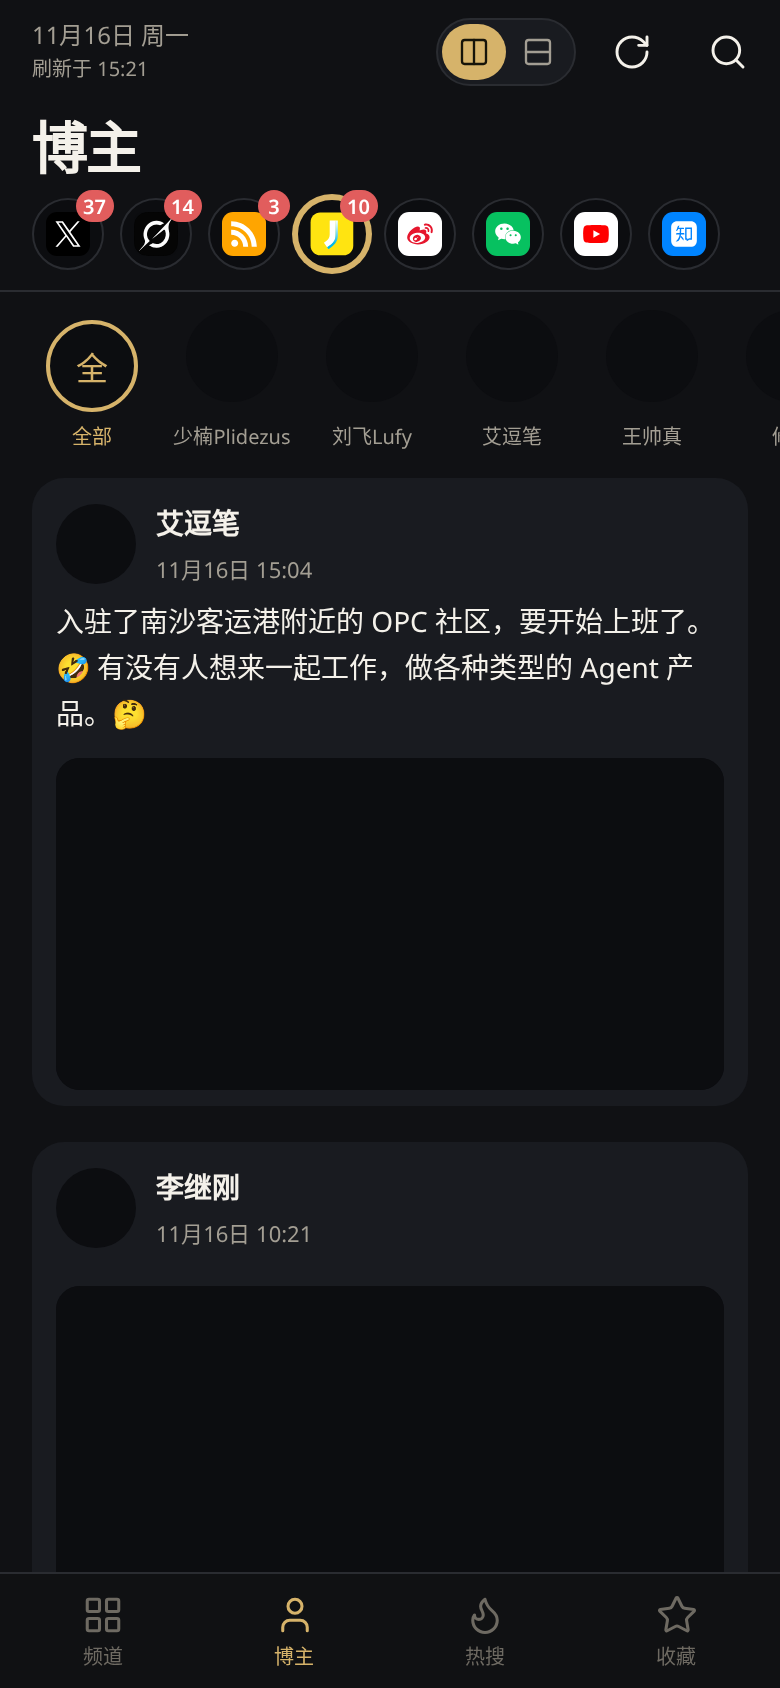 11月16日 周一
刷新于 15:21
博主
37
14
3
10
知
全
全部
少楠Plidezus
刘飞Lufy
艾逗笔
王帅真
艾逗笔
11月16日 15:04
入驻了南沙客运港附近的 OPC 社区，要开始上班了。
🤣 有没有人想来一起工作，做各种类型的 Agent 产
品。🤔
李继刚
11月16日 10:21
频道
博主
热搜
收藏